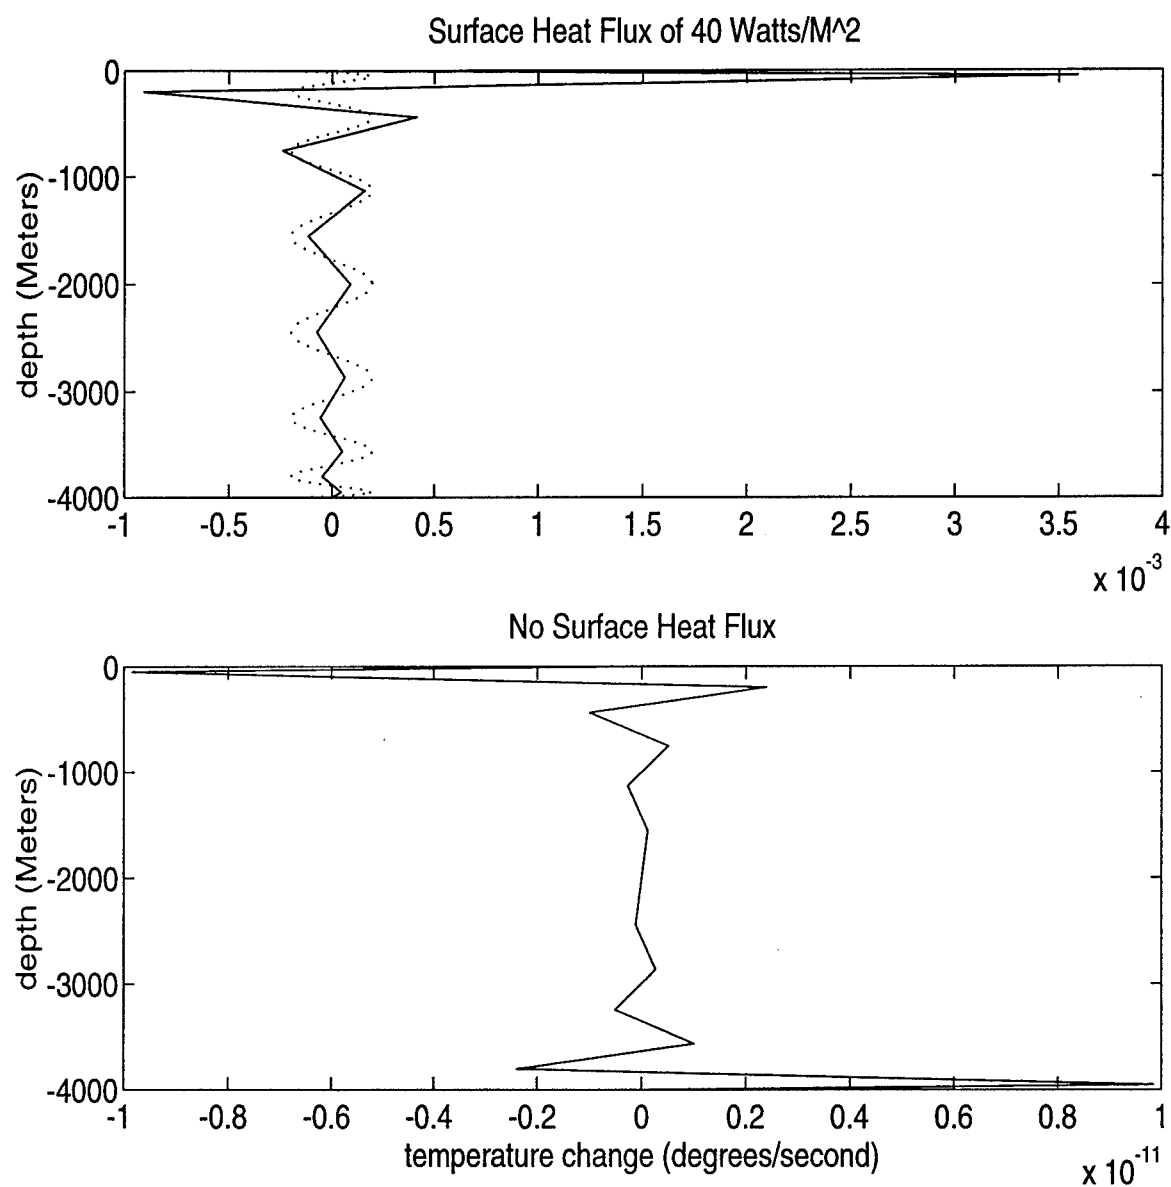 Surface Heat Flux of 40 Watts/M^2
0
-1000
-2000
-3000
-4000
depth (Meters)
-1 -0.5 0 0.5 1 1.5 2 2.5 3 3.5 4
x 10-3
No Surface Heat Flux
0
-1000
-2000
-3000
-4000
depth (Meters)
-1 -0.8 -0.6 -0.4 -0.2 0 0.2 0.4 0.6 0.8 1
temperature change (degrees/second)
x 10-11